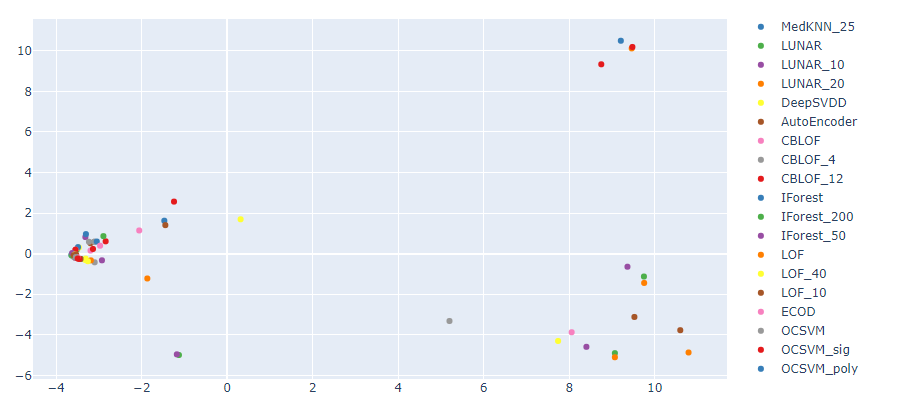 10
8
6
4
2
0
−2
−4
−6
−4
−2
0
2
4
6
8
10
MedKNN_25
LUNAR
LUNAR_10
LUNAR_20
DeepSVDD
AutoEncoder
CBLOF
CBLOF_4
CBLOF_12
IForest
IForest_200
IForest_50
LOF
LOF_40
LOF_10
ECOD
OCSVM
OCSVM_sig
OCSVM_poly